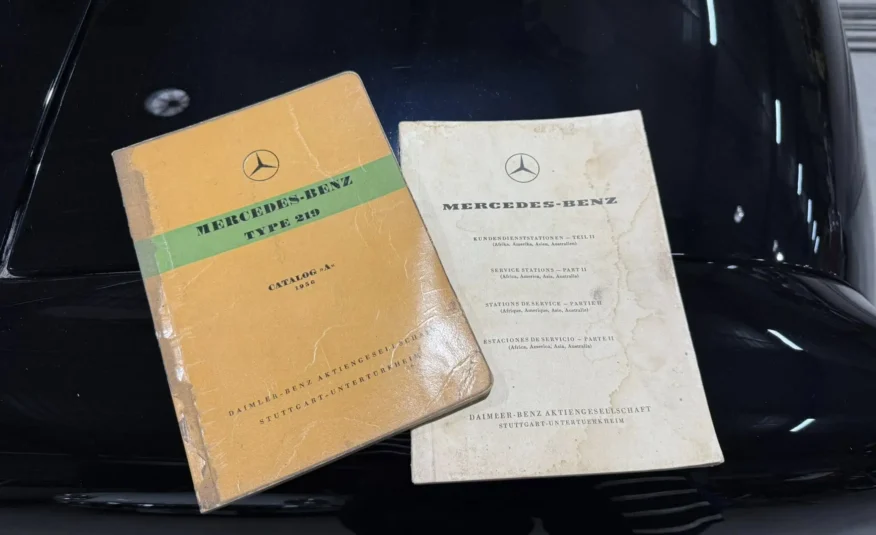 MERCEDES-BENZ
TYPE 219
CATALOG »A«
1956
DAIMLER-BENZ AKTIENGESELLSCHAFT
STUTTGART-UNTERTÜRKHEIM
MERCEDES-BENZ
KUNDENDIENSTSTATIONEN — TEIL II
(Afrika, Amerika, Asien, Australien)
SERVICE STATIONS — PART II
(Africa, America, Asia, Australia)
STATIONS DE SERVICE — PARTIE II
(Afrique, Amérique, Asie, Australie)
ESTACIONES DE SERVICIO — PARTE II
(Africa, America, Asia, Australia)
DAIMLER-BENZ AKTIENGESELLSCHAFT
STUTTGART-UNTERTÜRKHEIM